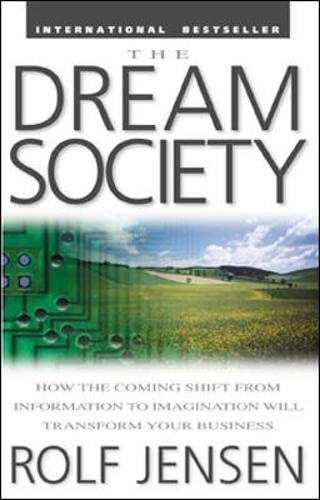 INTERNATIONAL BESTSELLER
THE
DREAM
SOCIETY
HOW THE COMING SHIFT FROM
INFORMATION TO IMAGINATION WILL
TRANSFORM YOUR BUSINESS
ROLF JENSEN